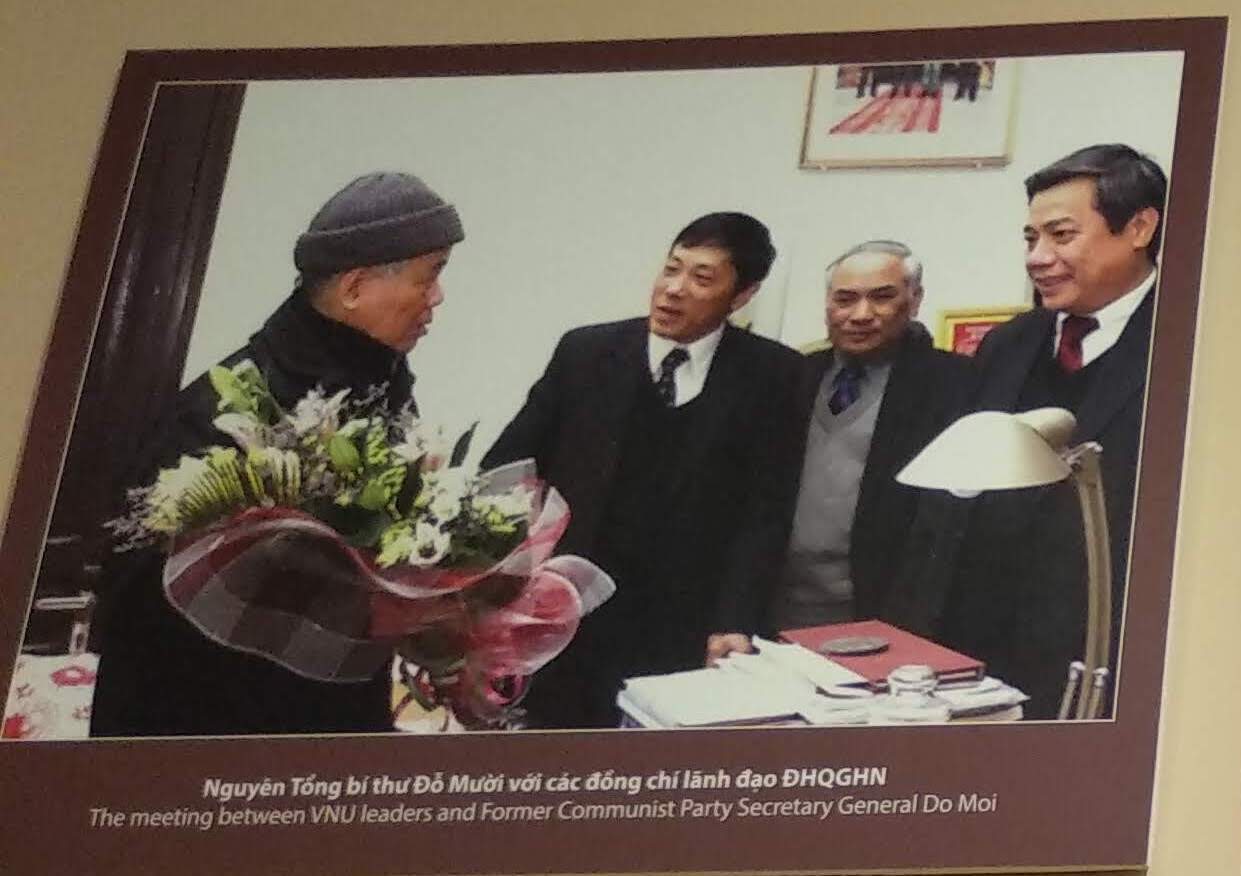 Nguyên Tổng bí thư Đỗ Mười với các đồng chí lãnh đạo ĐHQGHN
The meeting between VNU leaders and Former Communist Party Secretary General Do Moi